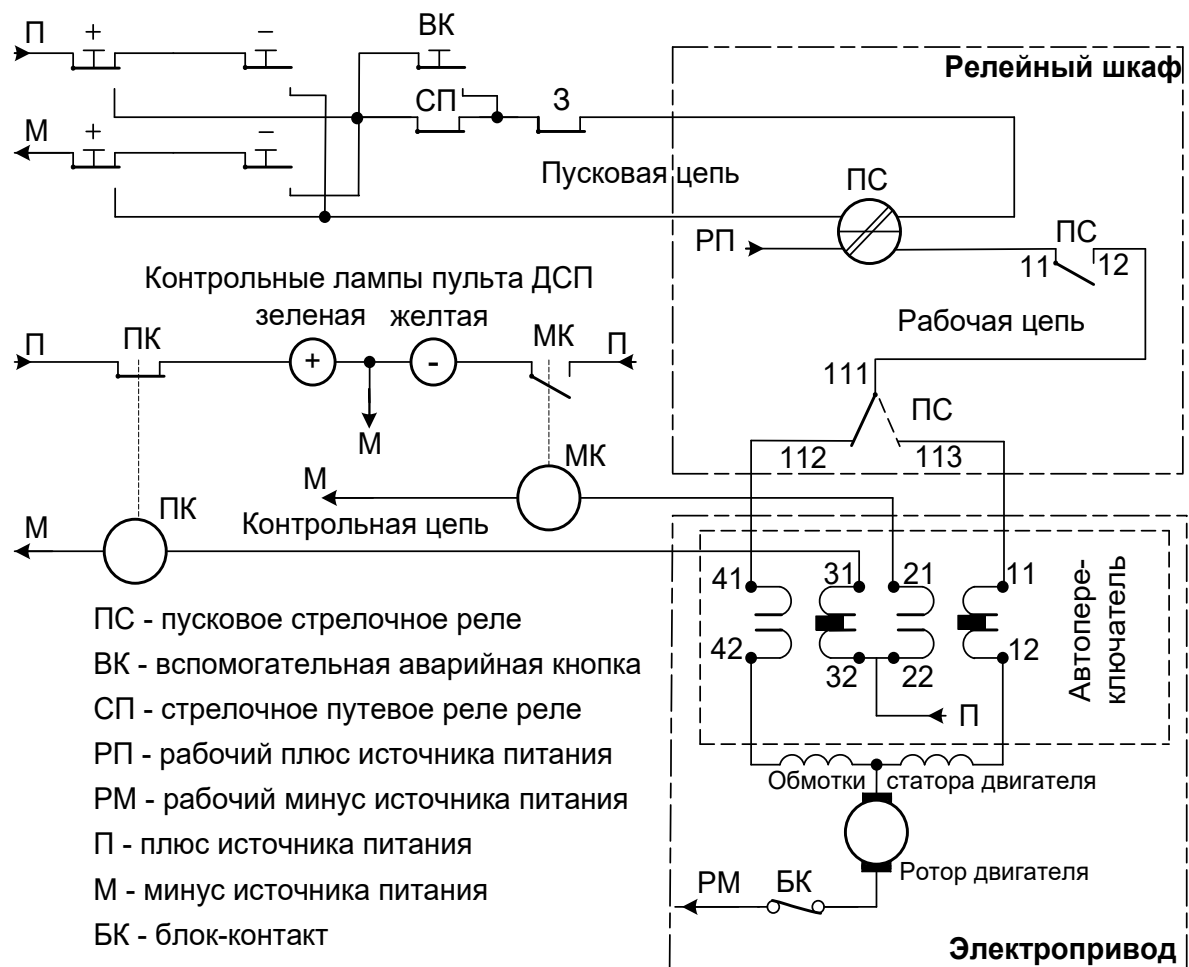 П + – ВК
Релейный шкаф
СП З
М + –
Пусковая цепь
ПС
РП ПС
11 12
Контрольные лампы пульта ДСП
зеленая желтая
Рабочая цепь
П ПК + - МК П
111
ПС
М
112 113
МК
М
ПК
Контрольная цепь
М
41 31 21 11
42 32 22 12
Автопере-
ключатель
П
ПС - пусковое стрелочное реле
ВК - вспомогательная аварийная кнопка
СП - стрелочное путевое реле реле
РП - рабочий плюс источника питания
РМ - рабочий минус источника питания
П - плюс источника питания
М - минус источника питания
БК - блок-контакт
Обмотки статора двигателя
Ротор двигателя
РМ БК
Электропривод